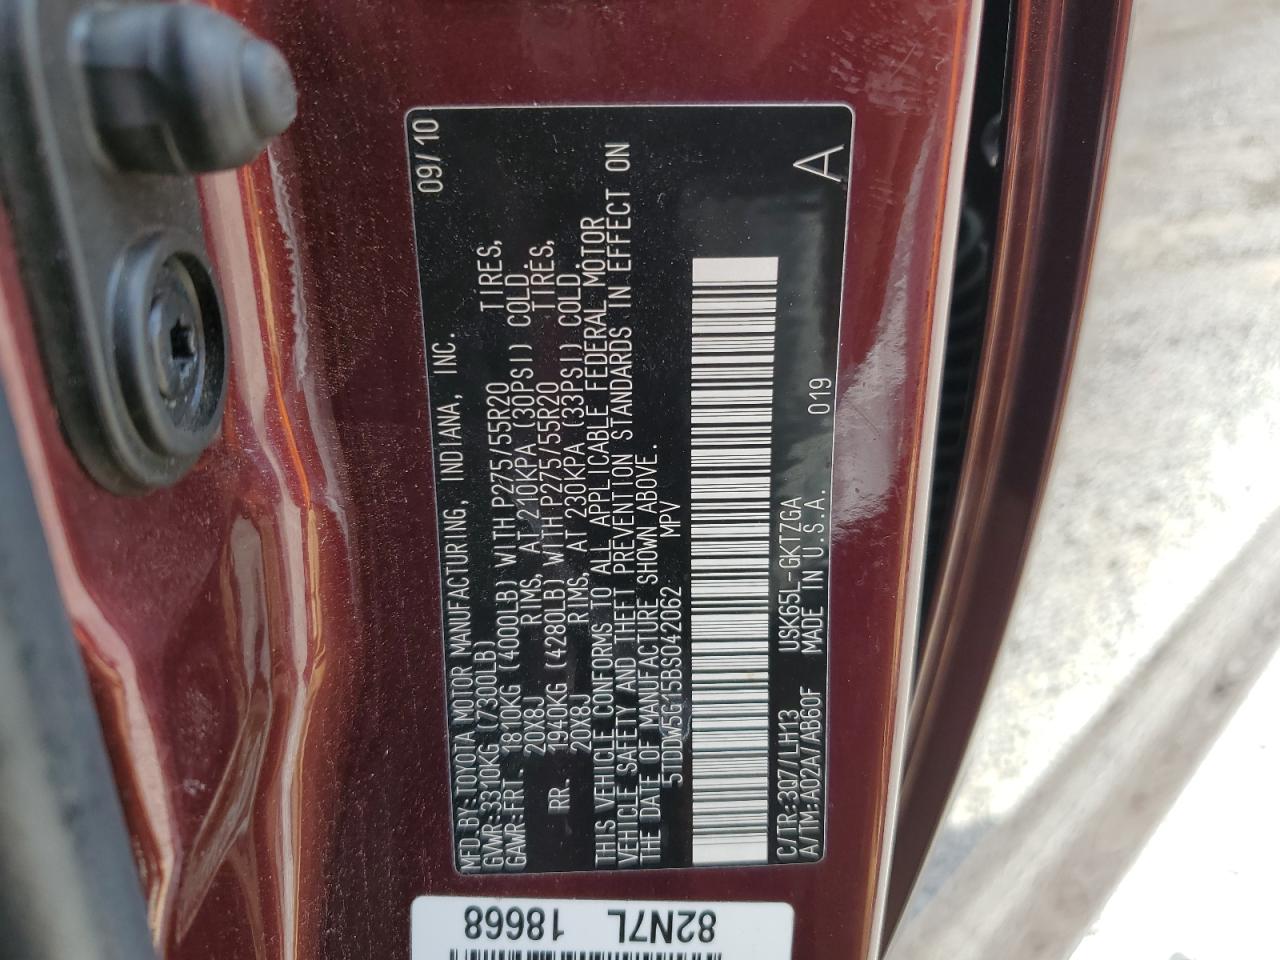 MFD.BY:TOYOTA MOTOR MANUFACTURING, INDIANA, INC. 09/10
GVWR:3310KG (7300LB)
GAWR:FRT. 1810KG (4000LB) WITH P275/55R20 TIRES,
20X8J RIMS, AT 210KPA (30PSI) COLD.
RR. 1940KG (4280LB) WITH P275/55R20 TIRES,
20X8J RIMS, AT 230KPA (33PSI) COLD.
THIS VEHICLE CONFORMS TO ALL APPLICABLE FEDERAL MOTOR
VEHICLE SAFETY AND THEFT PREVENTION STANDARDS IN EFFECT ON
THE DATE OF MANUFACTURE SHOWN ABOVE.
5TDDW5G15BS042062 MPV
C/TR:3Q7/LH13 USK65L-GKTZGA 019 A
A/TM:A02A/AB60F MADE IN U.S.A.
82N7L 18668